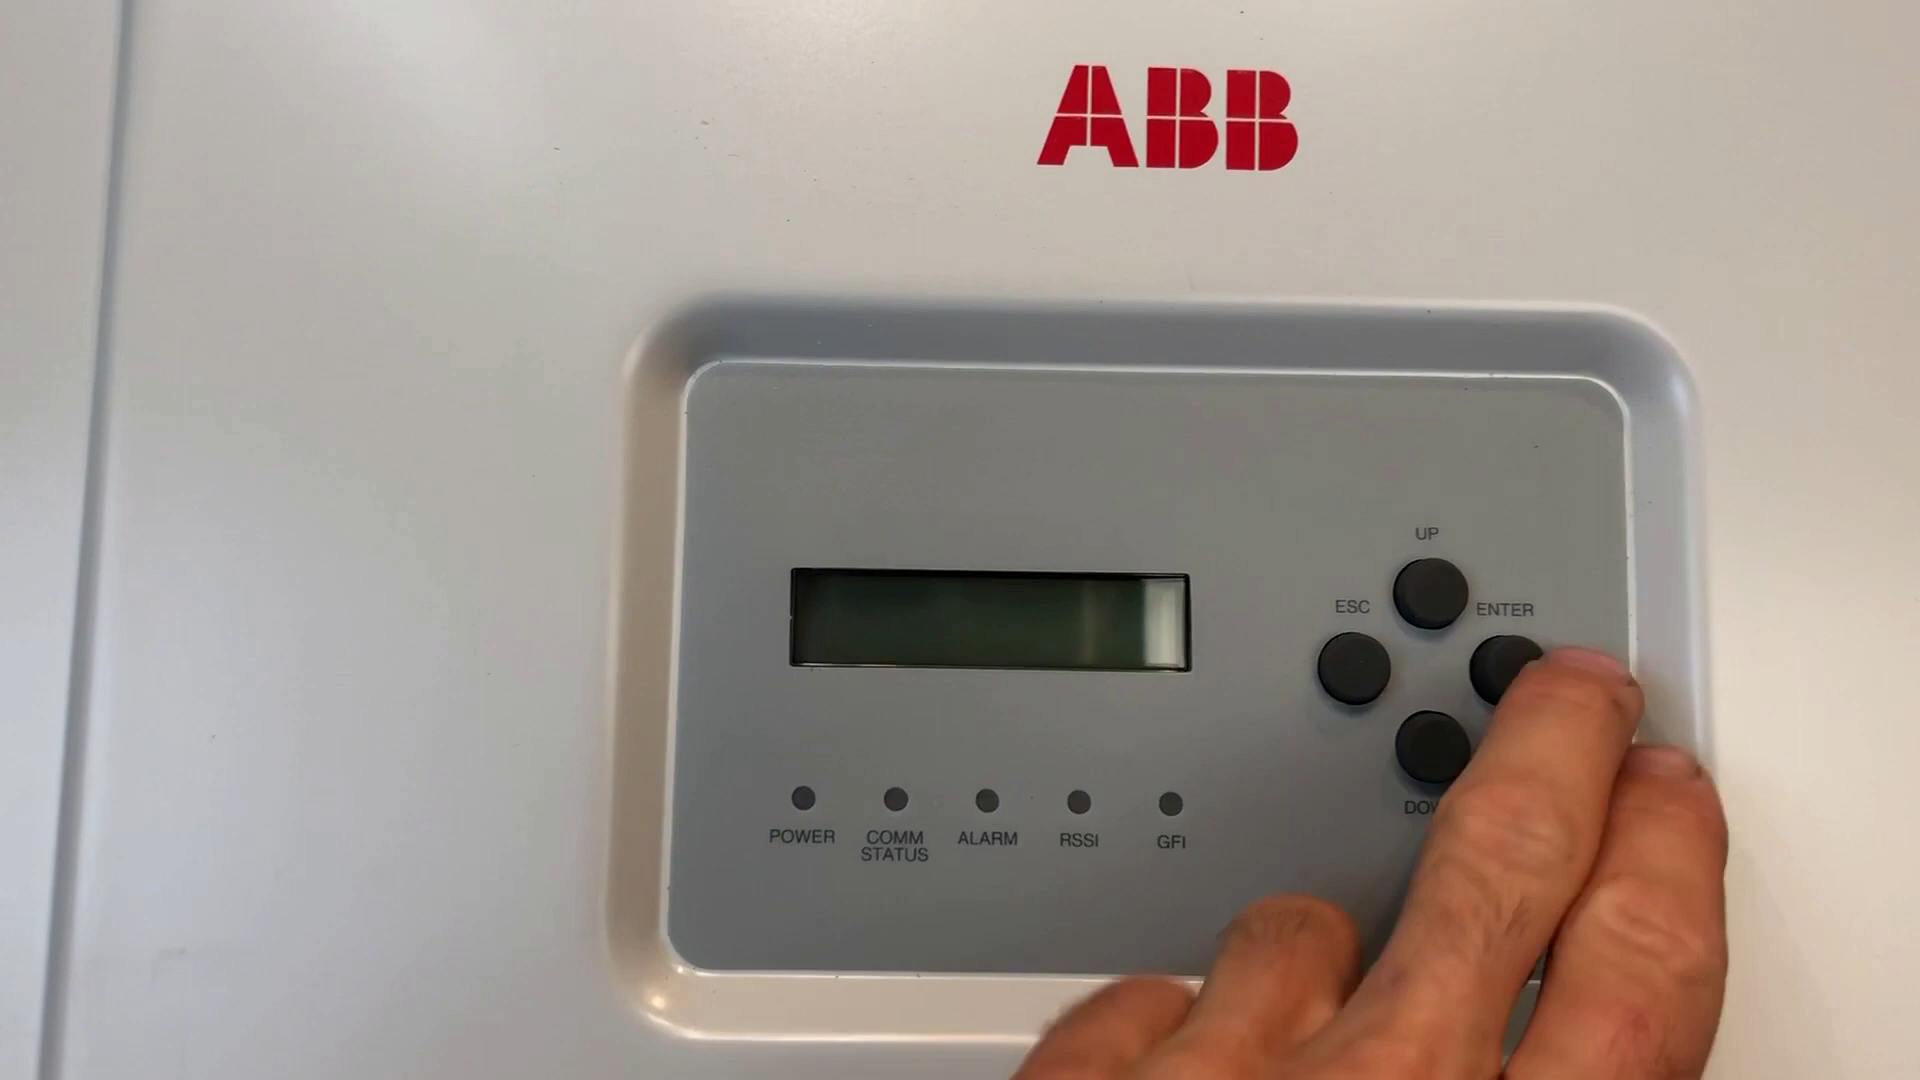 ABB
UP
ESC
ENTER
POWER
COMM
STATUS
ALARM
RSSI
GFI